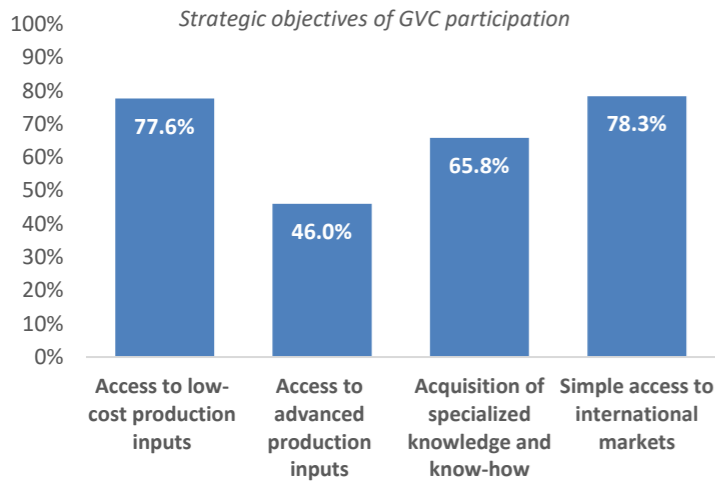 Strategic objectives of GVC participation
100%
90%
80%
70%
60%
50%
40%
30%
20%
10%
0%
77.6%
46.0%
65.8%
78.3%
Access to low-
cost production
inputs
Access to
advanced
production
inputs
Acquisition of
specialized
knowledge and
know-how
Simple access to
international
markets